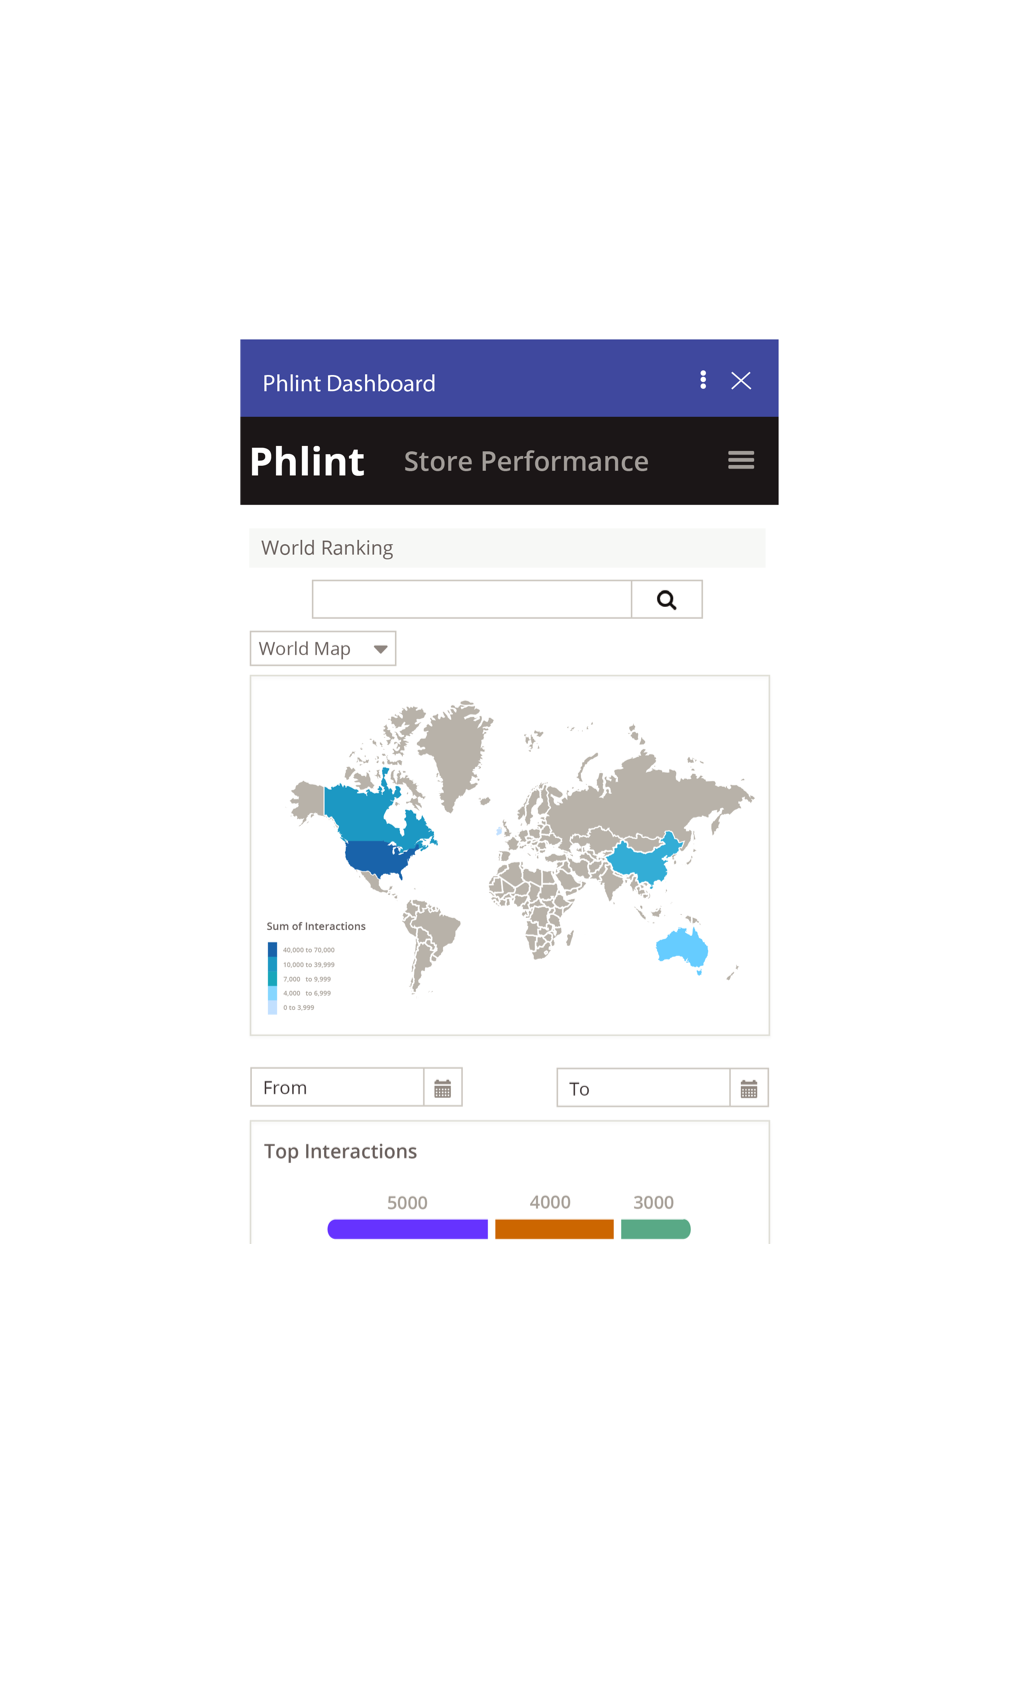 Phlint Dashboard
Phlint Store Performance
World Ranking
World Map
Sum of Interactions
40,000 to 70,000
10,000 to 39,999
7,000 to 9,999
4,000 to 6,999
0 to 3,999
From
To
Top Interactions
5000 4000 3000